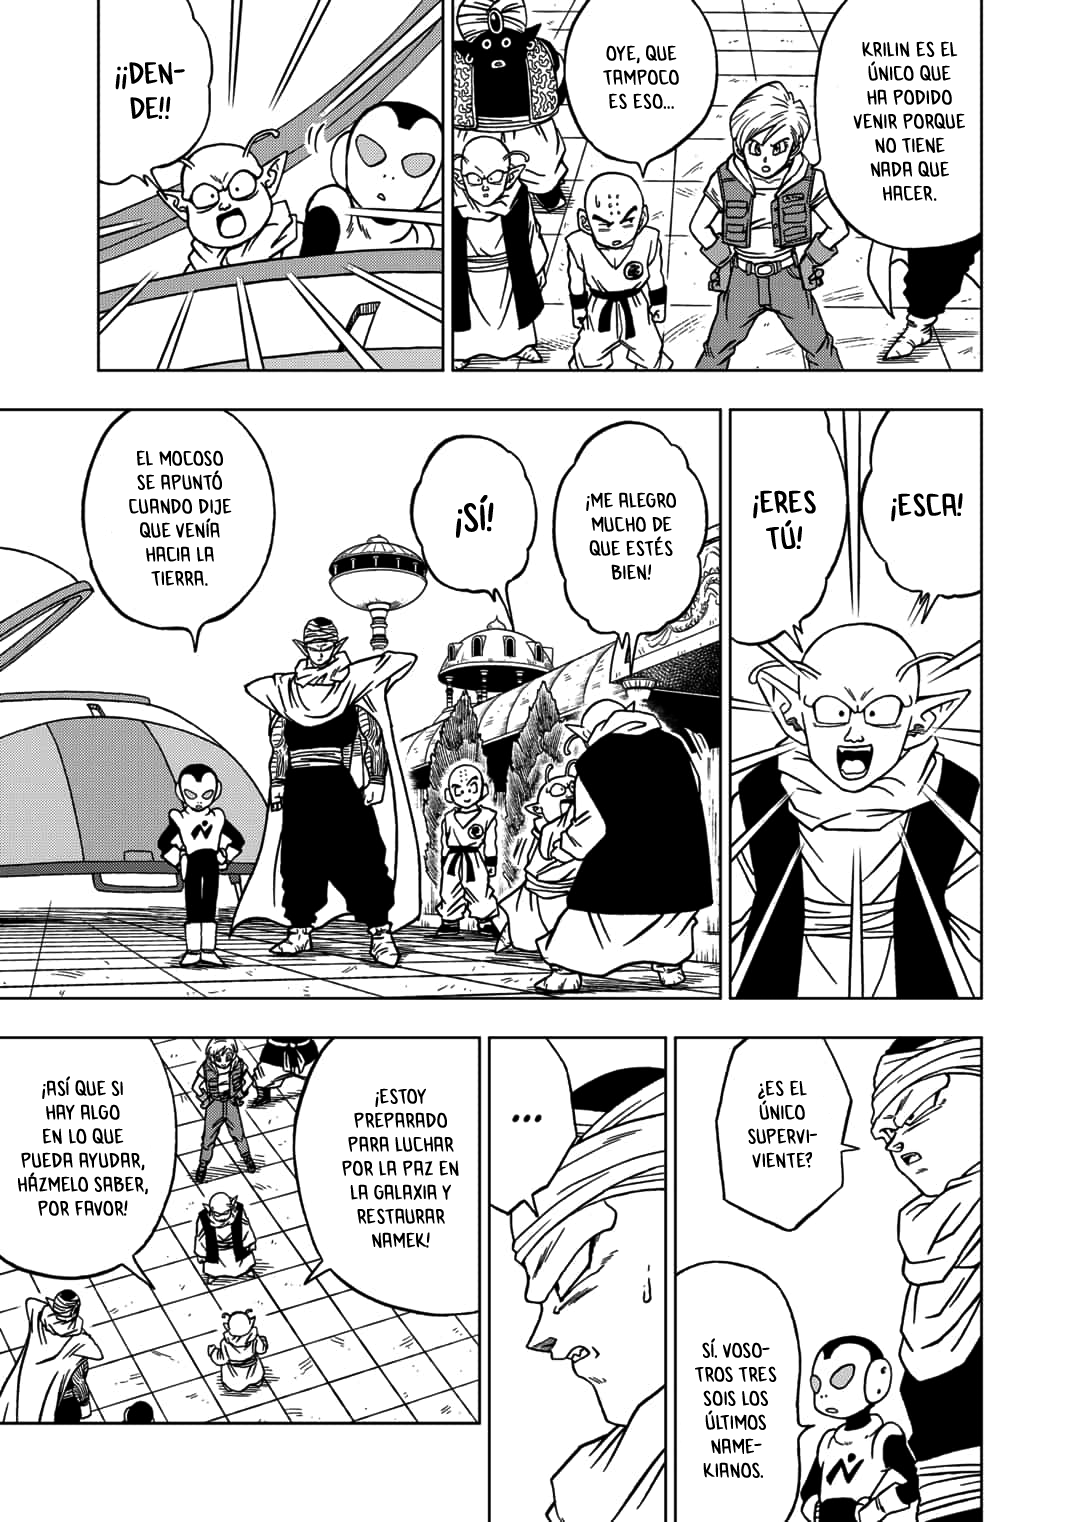 KRILIN ES EL
ÚNICO QUE
HA PODIDO
VENIR PORQUE
NO TIENE
NADA QUE
HACER.
OYE, QUE
TAMPOCO
ES ESO...
¡¡DEN-
DE!!
¡ESCA!
¡ERES
TÚ!
¡ME ALEGRO
MUCHO DE
QUE ESTÉS
BIEN!
¡SÍ!
EL MOCOSO
SE APUNTÓ
CUANDO DIJE
QUE VENÍA
HACIA LA
TIERRA.
¿ES EL
ÚNICO
SUPERVI-
VIENTE?
SÍ. VOSO-
TROS TRES
SOIS LOS
ÚLTIMOS
NAME-
KIANOS.
...
¡ESTOY
PREPARADO
PARA LUCHAR
POR LA PAZ EN
LA GALAXIA Y
RESTAURAR
NAMEK!
¡ASÍ QUE SI
HAY ALGO
EN LO QUE
PUEDA AYUDAR,
HÁZMELO SABER,
POR FAVOR!